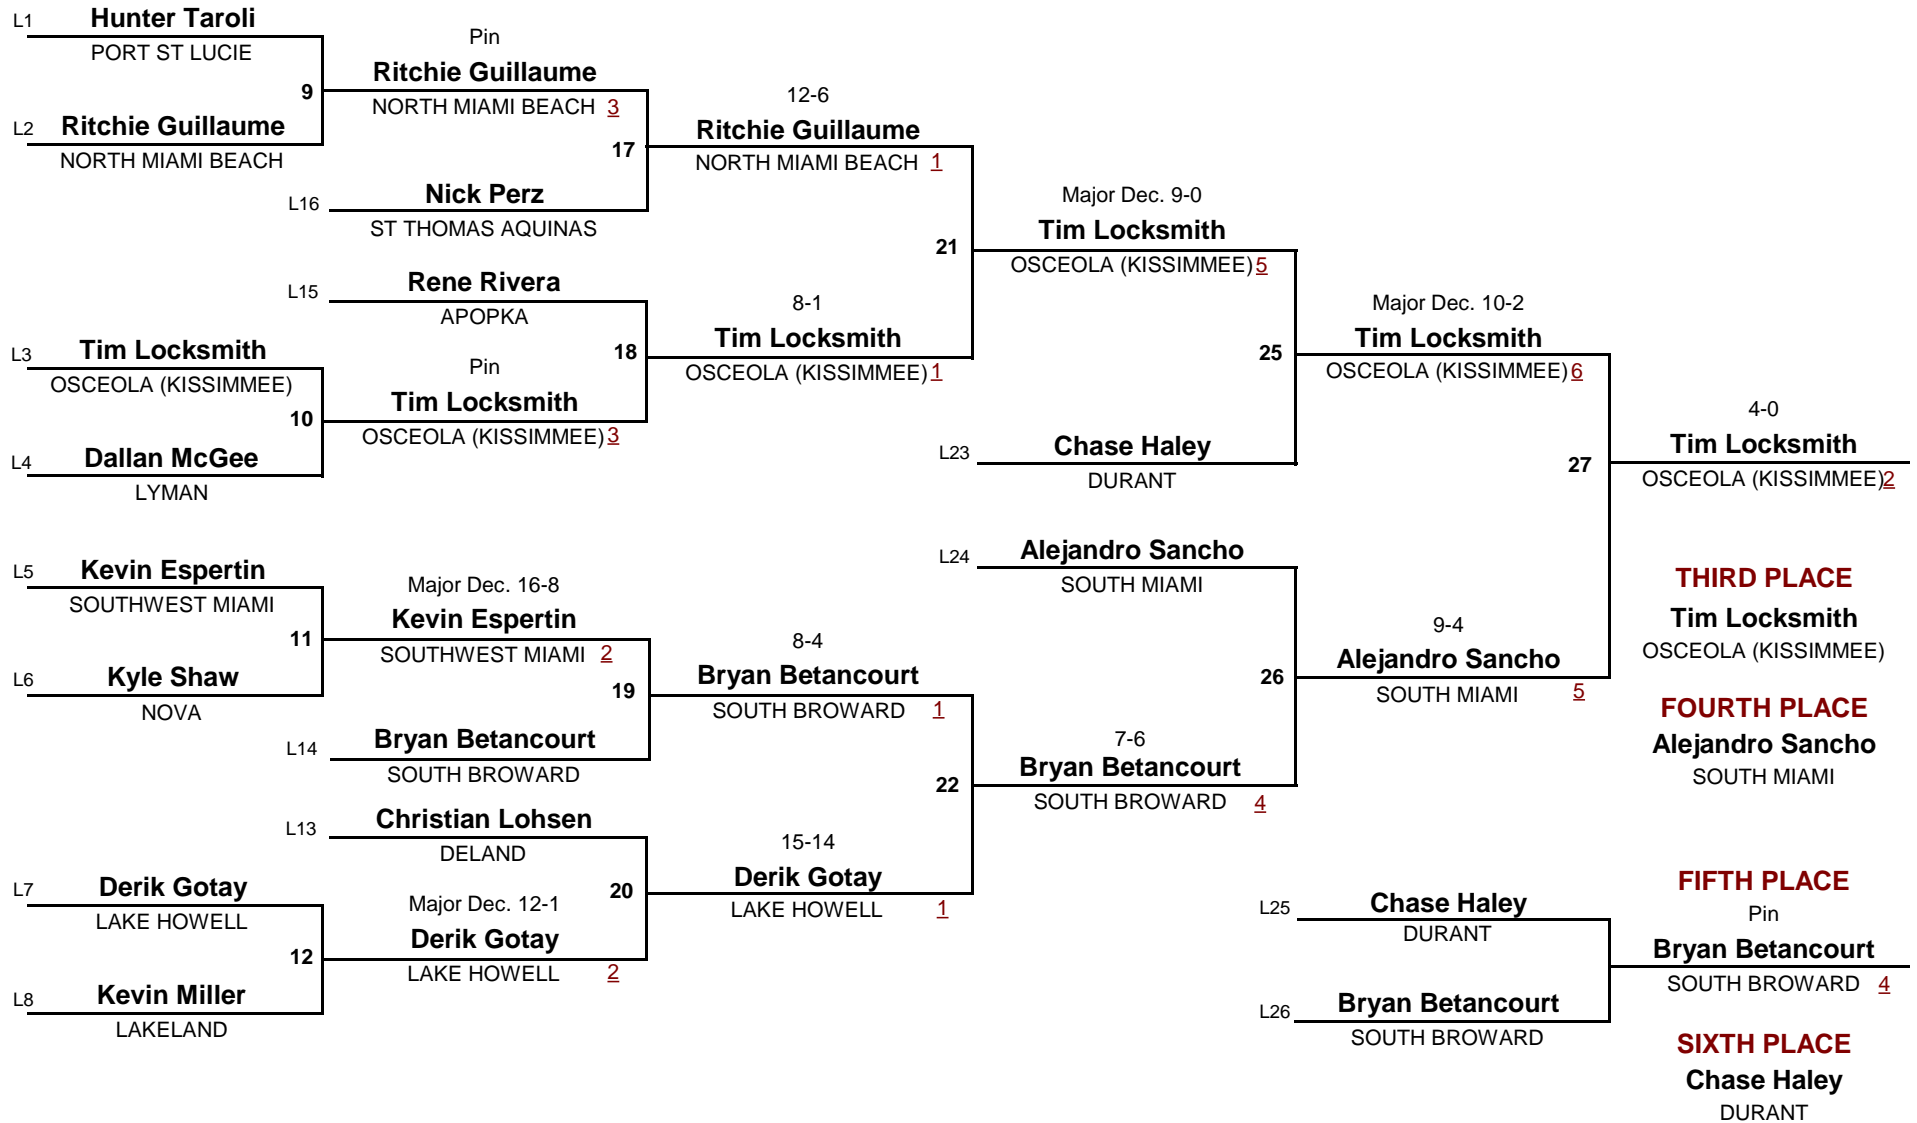 L1 Hunter Taroli
PORT ST LUCIE
9
L2 Ritchie Guillaume
NORTH MIAMI BEACH
Pin
Ritchie Guillaume
NORTH MIAMI BEACH 3
17
L16 Nick Perz
ST THOMAS AQUINAS
12-6
Ritchie Guillaume
NORTH MIAMI BEACH 1
21
L15 Rene Rivera
APOPKA
18
L3 Tim Locksmith
OSCEOLA (KISSIMMEE)
10
L4 Dallan McGee
LYMAN
Pin
Tim Locksmith
OSCEOLA (KISSIMMEE) 3
8-1
Tim Locksmith
OSCEOLA (KISSIMMEE) 1
Major Dec. 9-0
Tim Locksmith
OSCEOLA (KISSIMMEE) 5
25
L23 Chase Haley
DURANT
Major Dec. 10-2
Tim Locksmith
OSCEOLA (KISSIMMEE) 6
27
4-0
Tim Locksmith
OSCEOLA (KISSIMMEE) 2
L5 Kevin Espertin
SOUTHWEST MIAMI
11
L6 Kyle Shaw
NOVA
Major Dec. 16-8
Kevin Espertin
SOUTHWEST MIAMI 2
19
L14 Bryan Betancourt
SOUTH BROWARD
8-4
Bryan Betancourt
SOUTH BROWARD 1
22
L13 Christian Lohsen
DELAND
20
L7 Derik Gotay
LAKE HOWELL
12
L8 Kevin Miller
LAKELAND
Major Dec. 12-1
Derik Gotay
LAKE HOWELL 2
15-14
Derik Gotay
LAKE HOWELL 1
L24 Alejandro Sancho
SOUTH MIAMI
26
7-6
Bryan Betancourt
SOUTH BROWARD 4
9-4
Alejandro Sancho
SOUTH MIAMI 5
THIRD PLACE
Tim Locksmith
OSCEOLA (KISSIMMEE)
FOURTH PLACE
Alejandro Sancho
SOUTH MIAMI
L25 Chase Haley
DURANT
L26 Bryan Betancourt
SOUTH BROWARD
FIFTH PLACE
Pin
Bryan Betancourt
SOUTH BROWARD 4
SIXTH PLACE
Chase Haley
DURANT